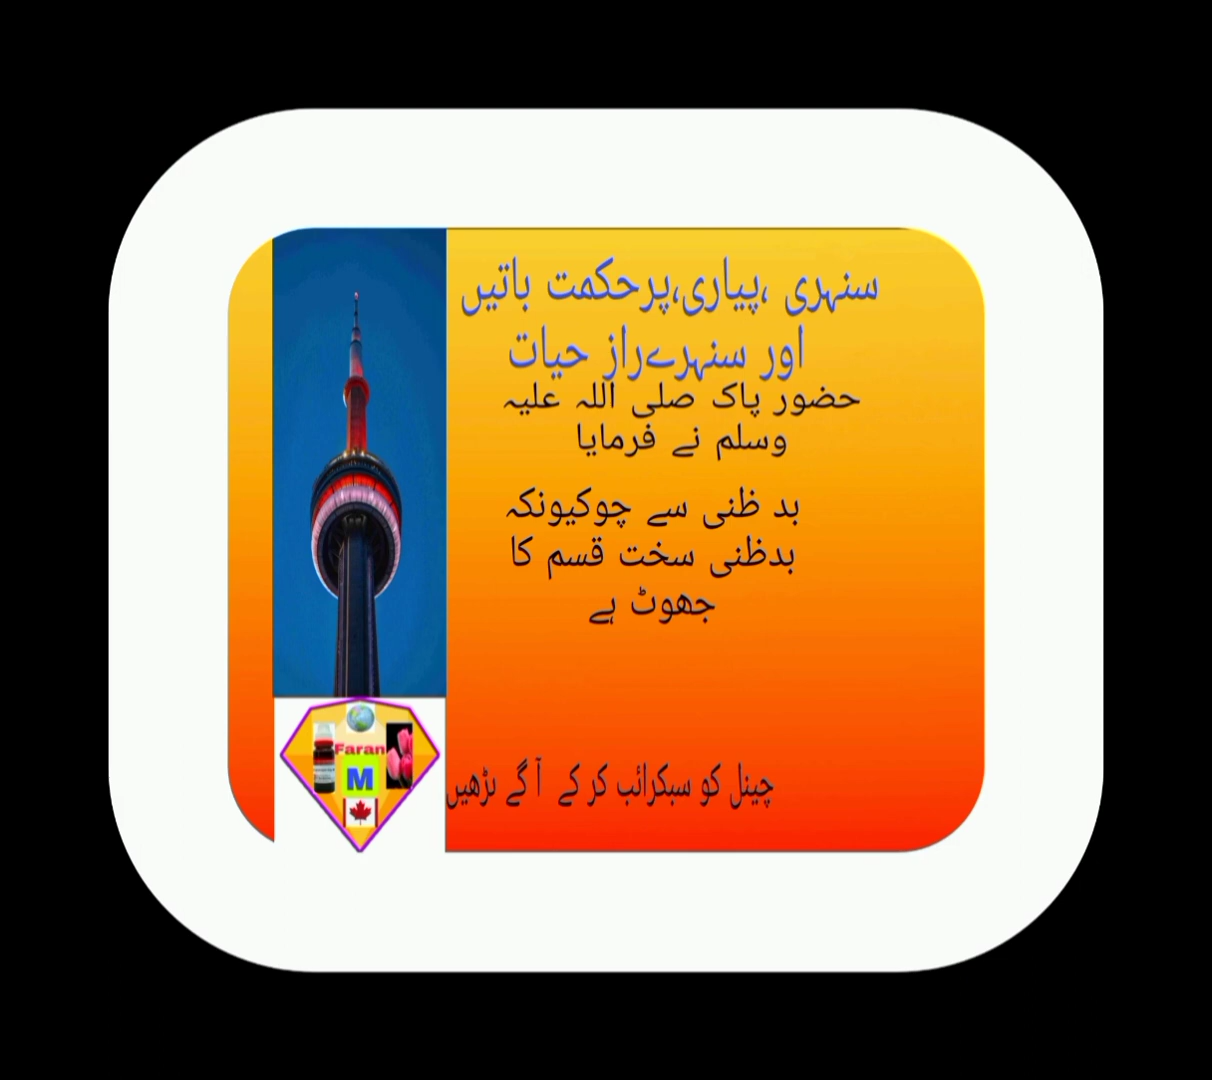 سنہری ،پیاری،پرحکمت باتیں
اور سنہرےراز حیات
حضور پاک صلی اللہ علیہ
وسلم نے فرمایا
بد ظنی سے چوکیونکہ
بدظنی سخت قسم کا
جھوٹ ہے
Faran
M
چینل کو سبکرائب کر کے آ گے بڑھیں